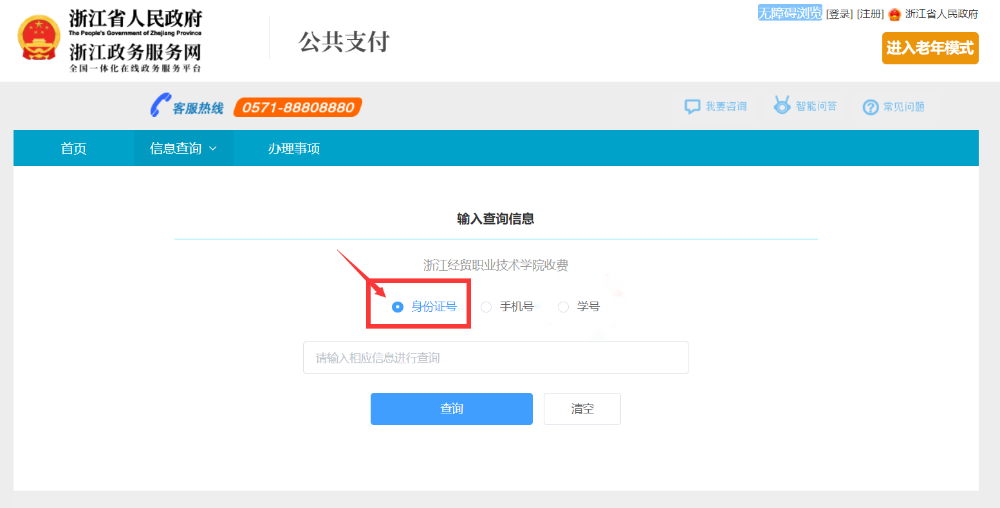 浙江省人民政府
The People's Government of Zhejiang Province
浙江政务服务网
全国一体化在线政务服务平台
公共支付
无障碍浏览 [登录] [注册] 浙江省人民政府
进入老年模式
客服热线 0571-88808880
我要咨询 智能问答 常见问题
首页 信息查询 办理事项
输入查询信息
浙江经贸职业技术学院收费
身份证号 手机号 学号
请输入相应信息进行查询
查询 清空